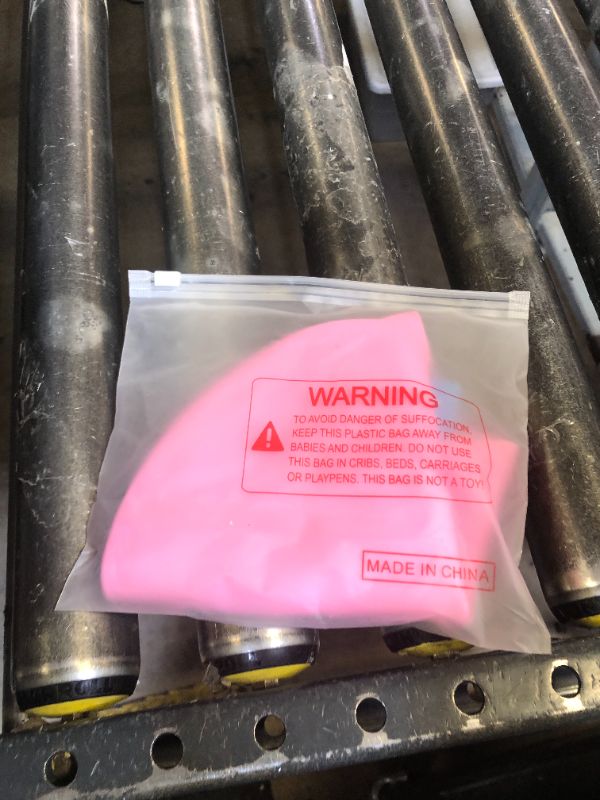 WARNING
TO AVOID DANGER OF SUFFOCATION,
KEEP THIS PLASTIC BAG AWAY FROM
BABIES AND CHILDREN. DO NOT USE
THIS BAG IN CRIBS, BEDS, CARRIAGES
OR PLAYPENS. THIS BAG IS NOT A TOY!
MADE IN CHINA